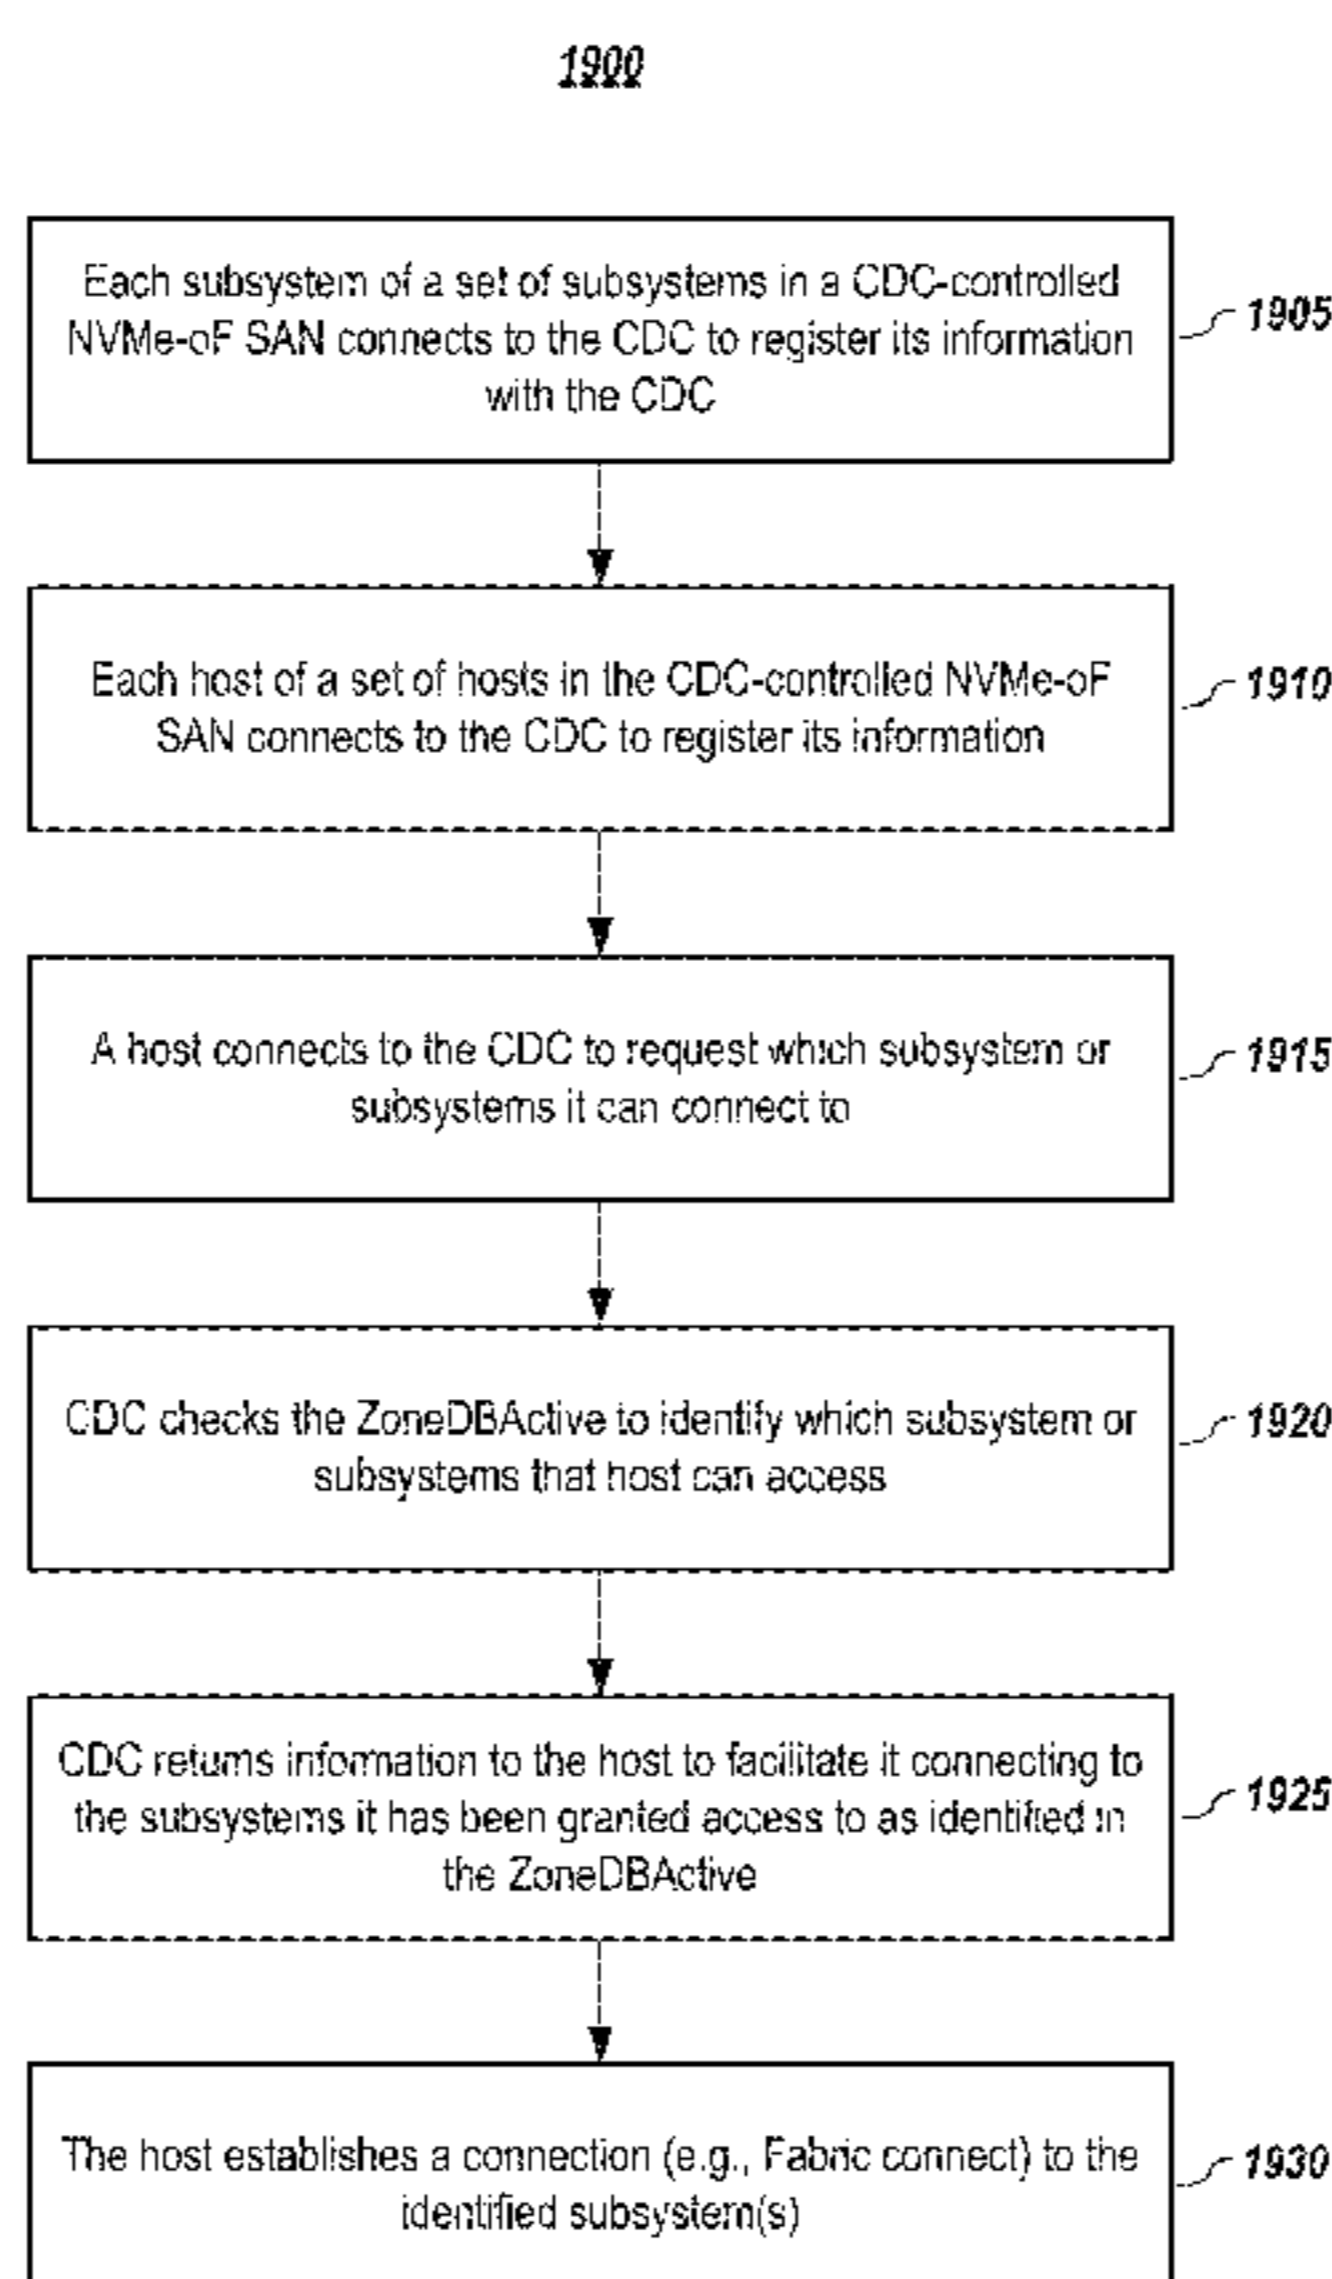 1900
Each subsystem of a set of subsystems in a CDC-controlled
NVMe-oF SAN connects to the CDC to register its information
with the CDC
1905
Each host of a set of hosts in the CDC-controlled NVMe-oF
SAN connects to the CDC to register its information
1910
A host connects to the CDC to request which subsystem or
subsystems it can connect to
1915
CDC checks the ZoneDBActive to identify which subsystem or
subsystems that host can access
1920
CDC returns information to the host to facilitate it connecting to
the subsystems it has been granted access to as identified in
the ZoneDBActive
1925
The host establishes a connection (e.g., Fabric connect) to the
identified subsystem(s)
1930